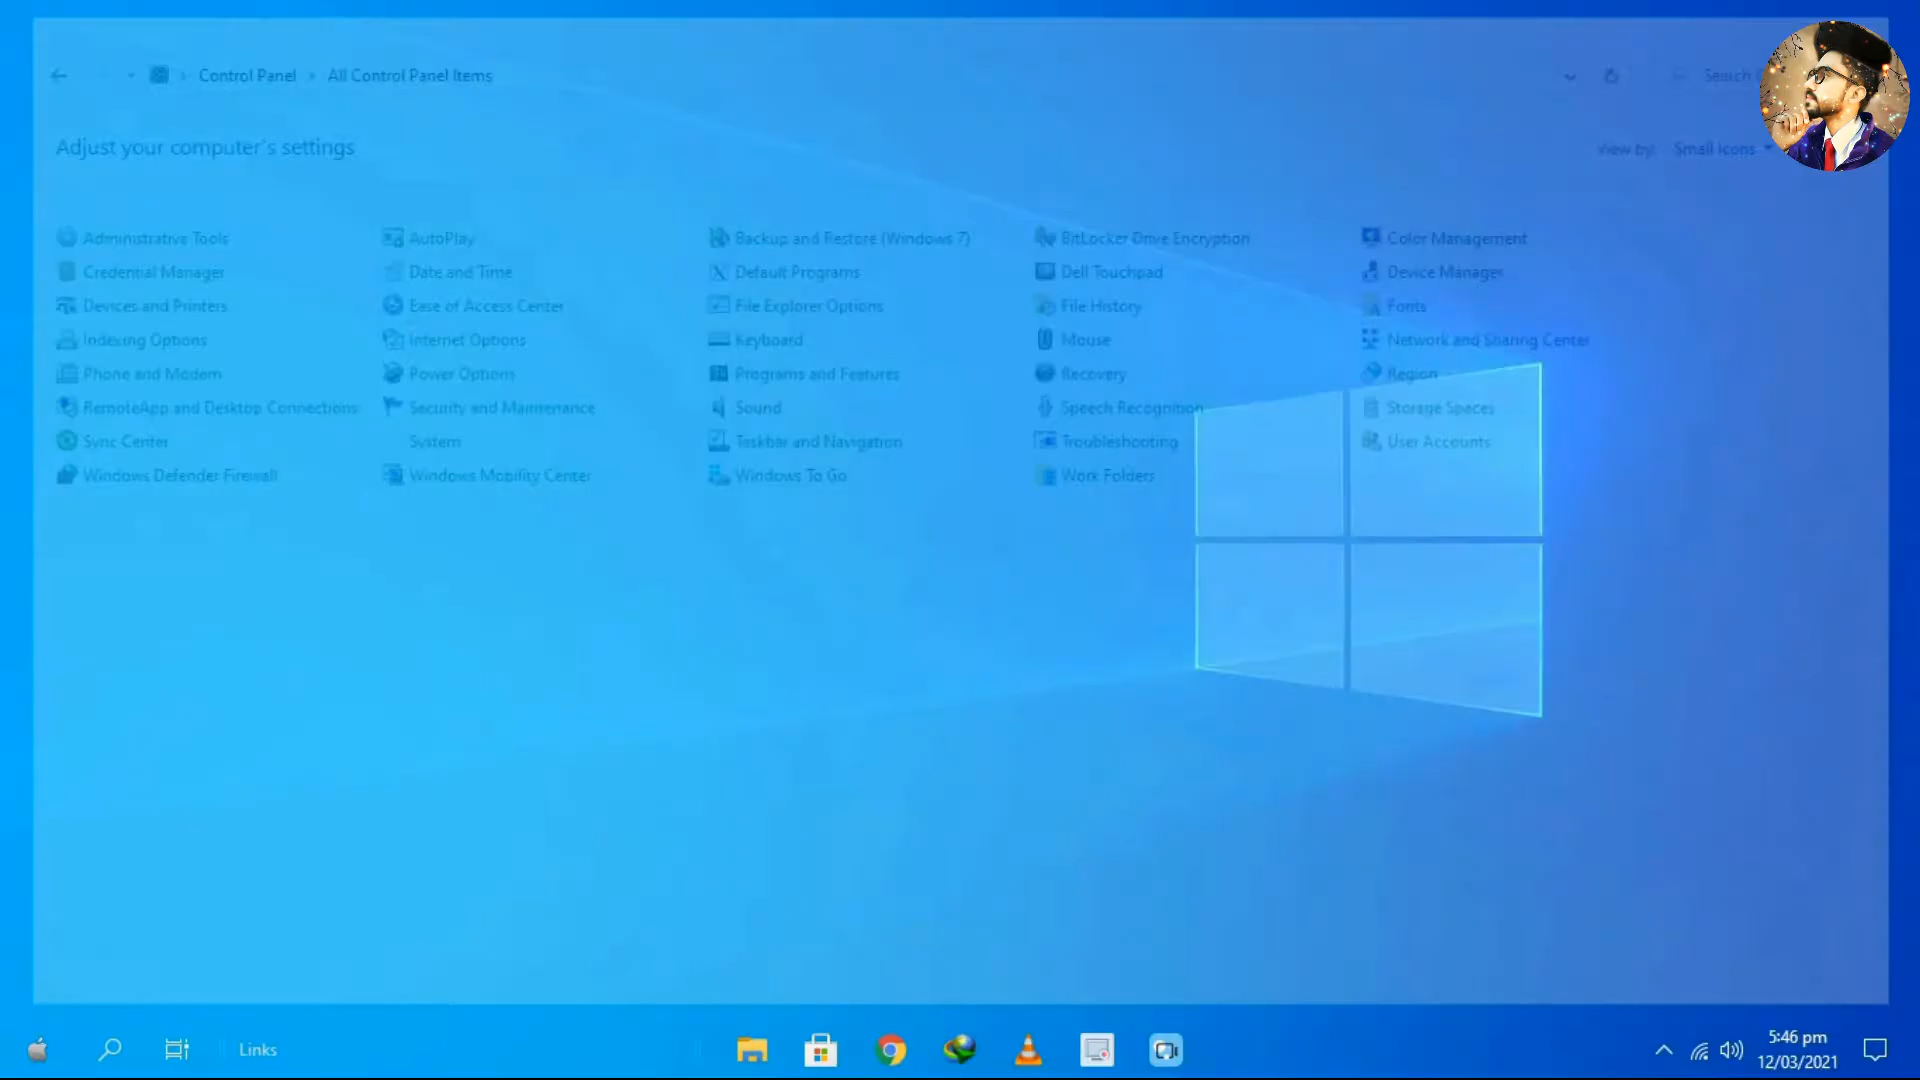 Control Panel > All Control Panel Items
Search
Adjust your computer's settings
View by: Small icons
Administrative Tools
AutoPlay
Backup and Restore (Windows 7)
BitLocker Drive Encryption
Color Management
Credential Manager
Date and Time
Default Programs
Dell Touchpad
Device Manager
Devices and Printers
Ease of Access Center
File Explorer Options
File History
Fonts
Indexing Options
Internet Options
Keyboard
Mouse
Network and Sharing Center
Phone and Modem
Power Options
Programs and Features
Recovery
Region
RemoteApp and Desktop Connections
Security and Maintenance
Sound
Speech Recognition
Storage Spaces
Sync Center
System
Taskbar and Navigation
Troubleshooting
User Accounts
Windows Defender Firewall
Windows Mobility Center
Windows To Go
Work Folders
Links
5:46 pm
12/03/2021